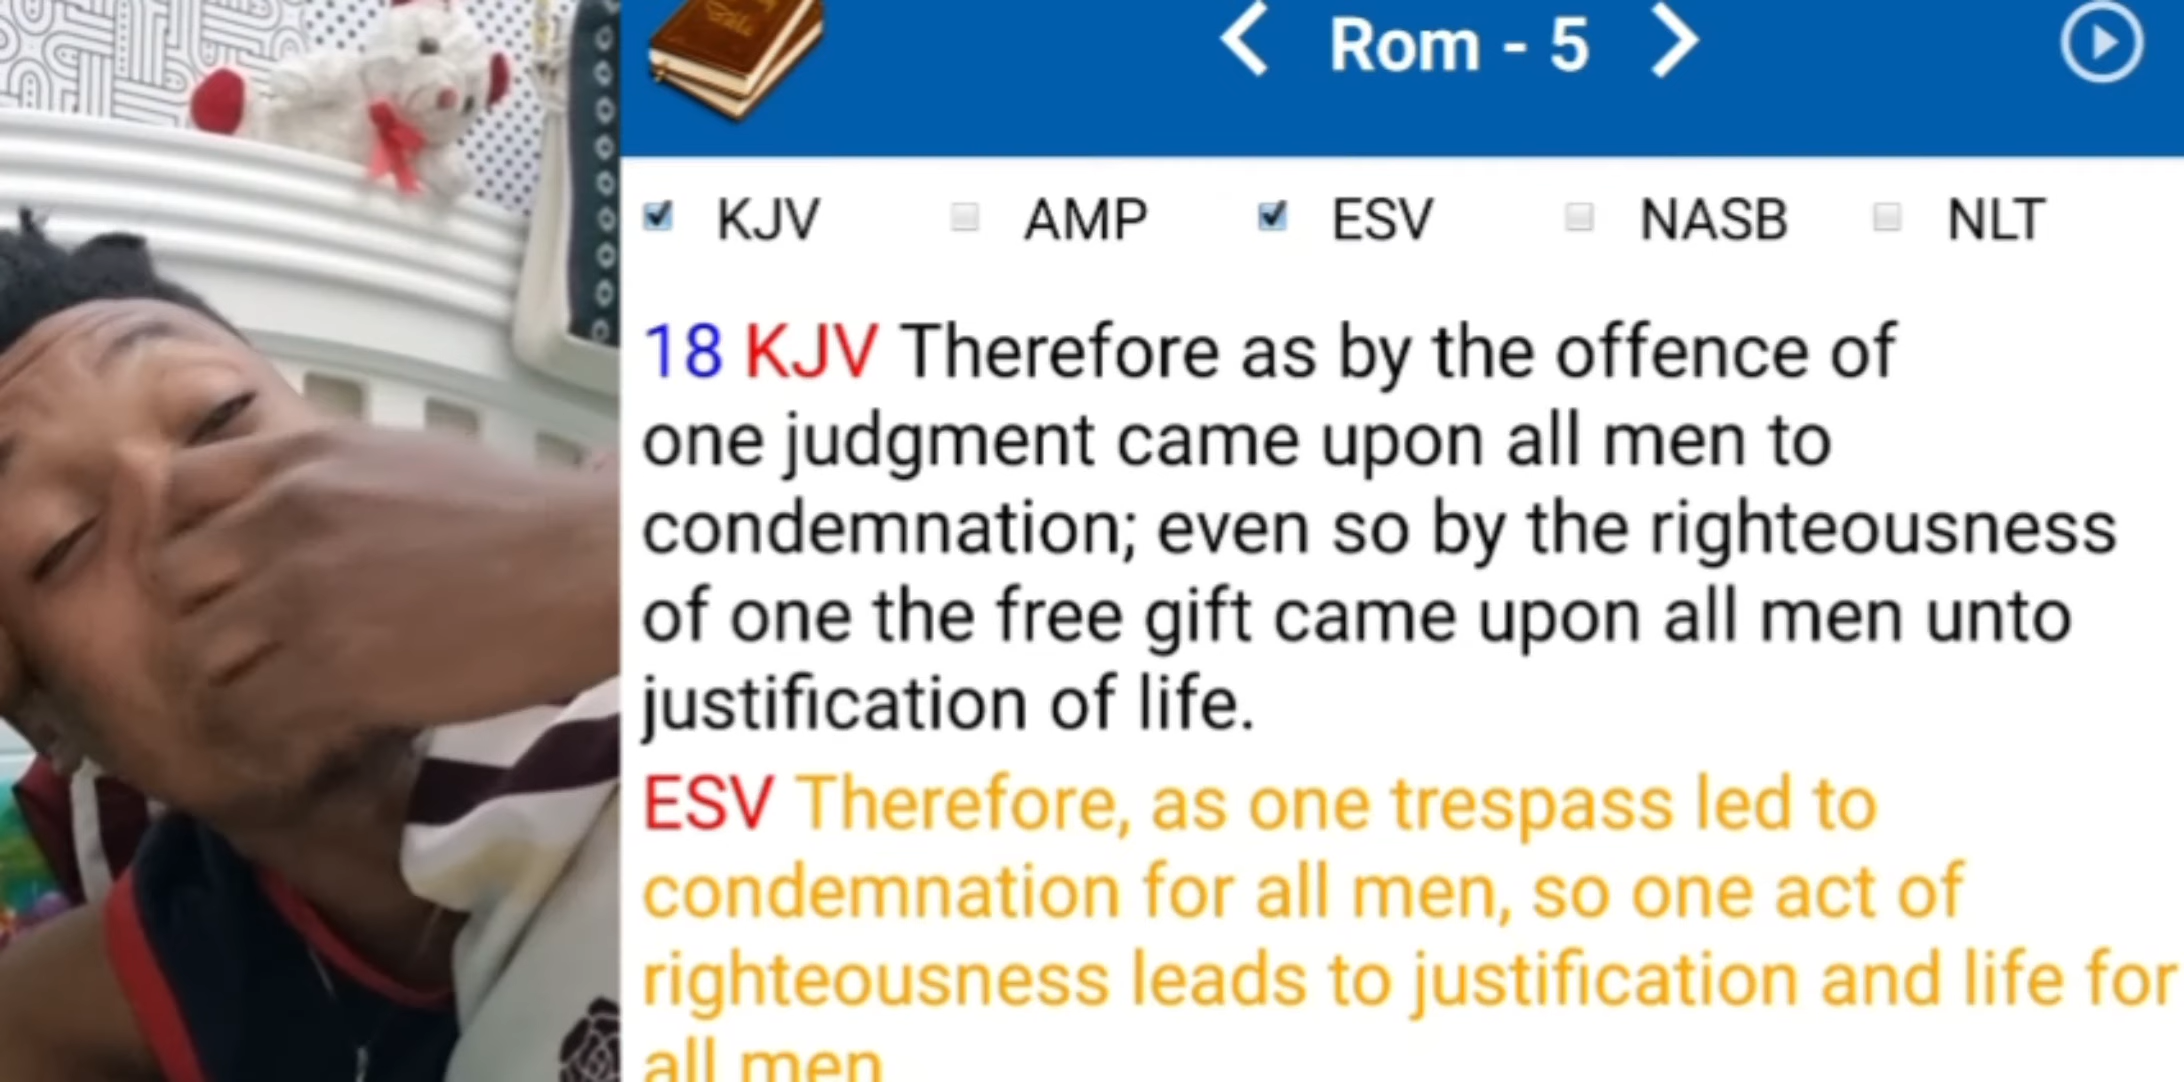 Bible
Rom - 5
KJV AMP ESV NASB NLT
18 KJV Therefore as by the offence of
one judgment came upon all men to
condemnation; even so by the righteousness
of one the free gift came upon all men unto
justification of life.
ESV Therefore, as one trespass led to
condemnation for all men, so one act of
righteousness leads to justification and life for
all men